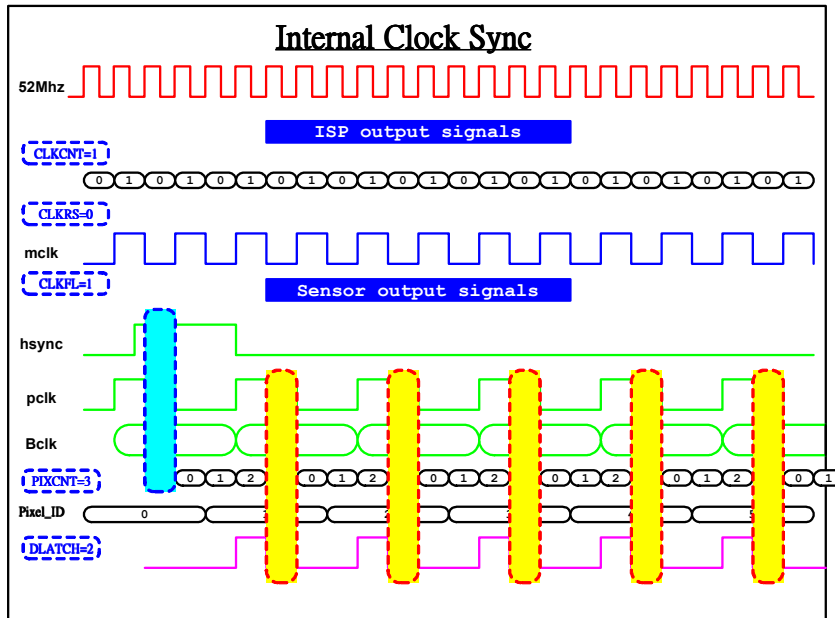 Internal Clock Sync
52Mhz
ISP output signals
CLKCNT=1
0 1 0 1 0 1 0 1 0 1 0 1 0 1 0 1 0 1 0 1 0 1 0 1
CLKRS=0
mclk
CLKFL=1
Sensor output signals
hsync
pclk
Bclk
PIXCNT=3
0 1 2 0 1 2 0 1 2 0 1 2 0 1 2 0 1
Pixel_ID
0
DLATCH=2